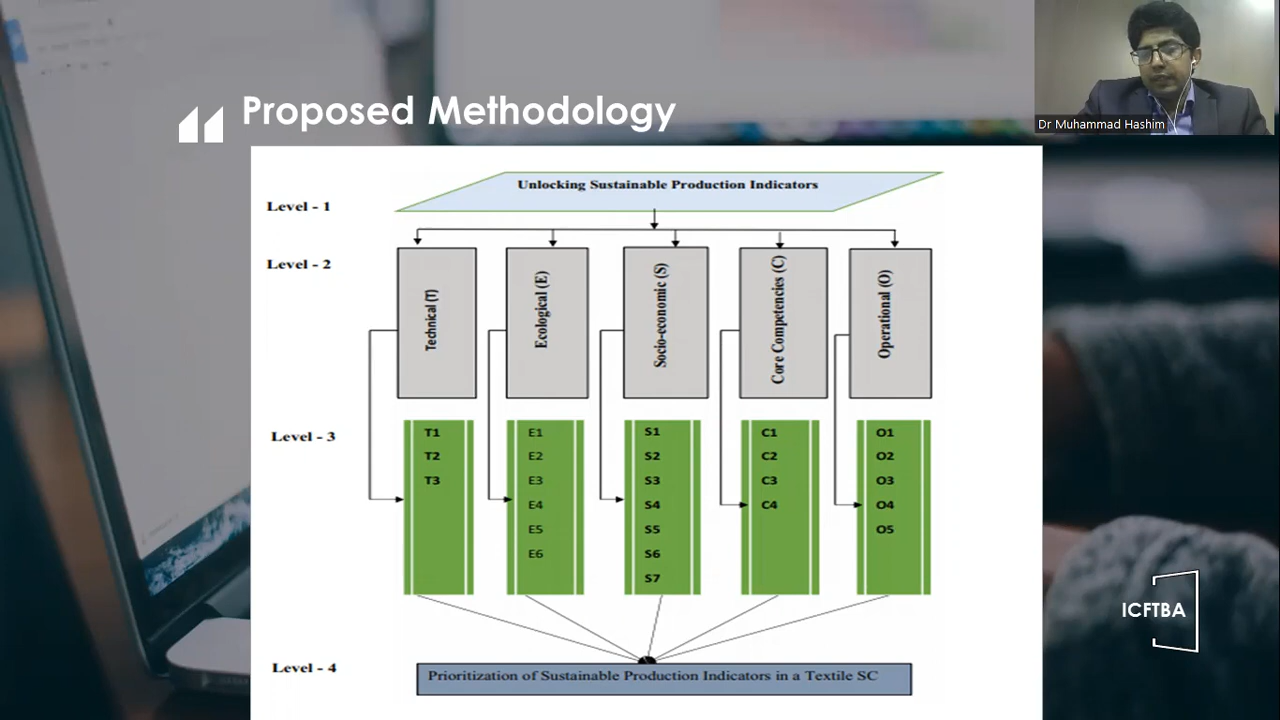 Dr Muhammad Hashim
Proposed Methodology
Unlocking Sustainable Production Indicators
Level - 1
Level - 2
Technical (T)
Ecological (E)
Socio-economic (S)
Core Competencies (C)
Operational (O)
Level - 3
T1
T2
T3
E1
E2
E3
E4
E5
E6
S1
S2
S3
S4
S5
S6
S7
C1
C2
C3
C4
O1
O2
O3
O4
O5
ICFTBA
Level - 4
Prioritization of Sustainable Production Indicators in a Textile SC